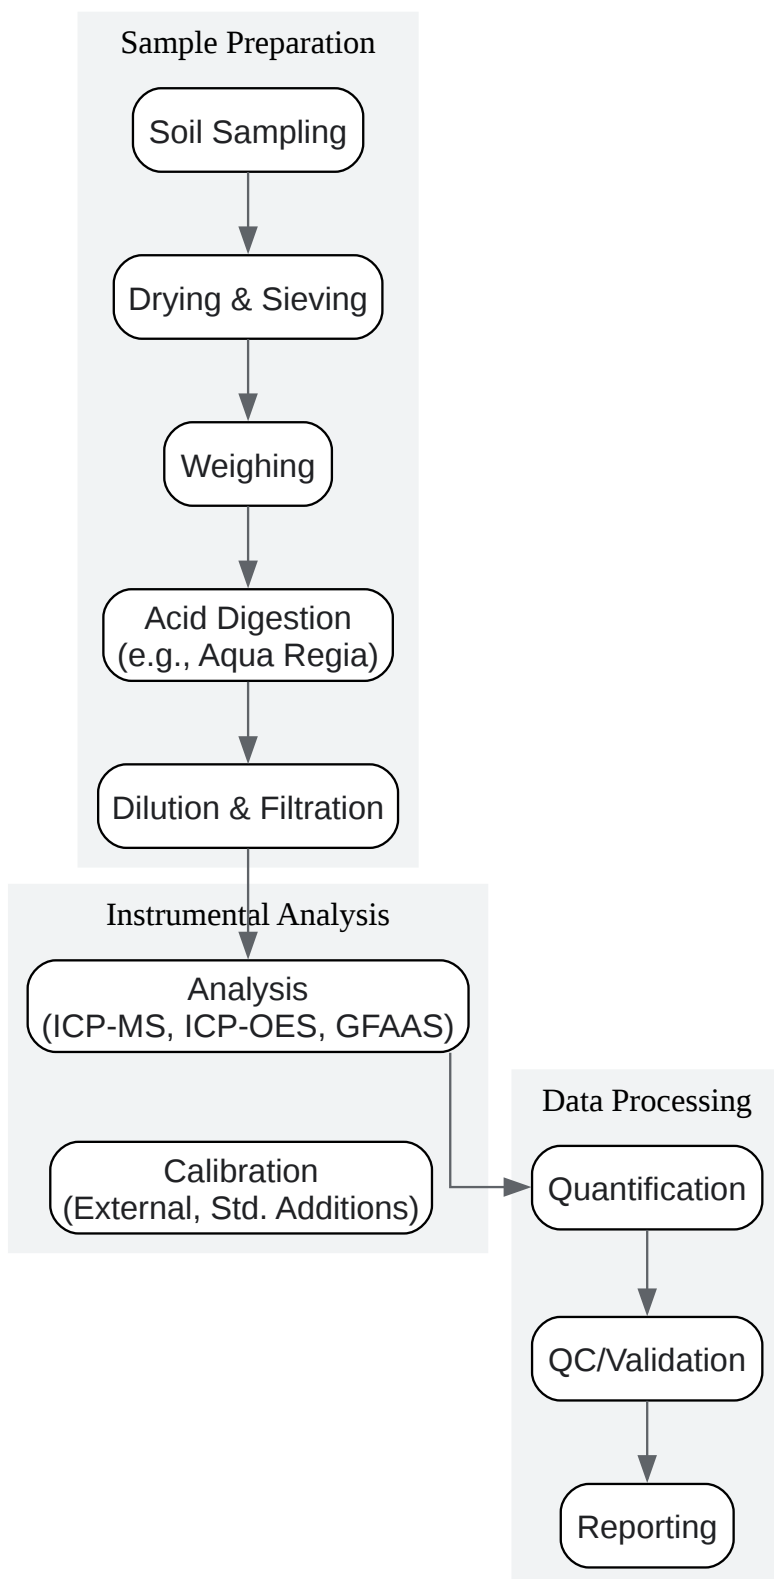 Sample Preparation
Soil Sampling
Drying & Sieving
Weighing
Acid Digestion
(e.g., Aqua Regia)
Dilution & Filtration
Instrumental Analysis
Analysis
(ICP-MS, ICP-OES, GFAAS)
Calibration
(External, Std. Additions)
Data Processing
Quantification
QC/Validation
Reporting